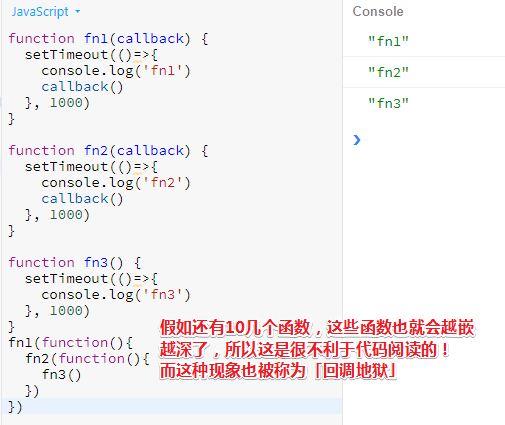 JavaScript
Console
function fn1(callback) {
  setTimeout(()=>{
    console.log('fn1')
    callback()
  }, 1000)
}
function fn2(callback) {
  setTimeout(()=>{
    console.log('fn2')
    callback()
  }, 1000)
}
function fn3() {
  setTimeout(()=>{
    console.log('fn3')
  }, 1000)
}
fn1(function(){
  fn2(function(){
    fn3()
  })
})
假如还有10几个函数，这些函数也就会越嵌
越深了，所以这是很不利于代码阅读的！
而这种现象也被称为「回调地狱」
"fn1"
"fn2"
"fn3"